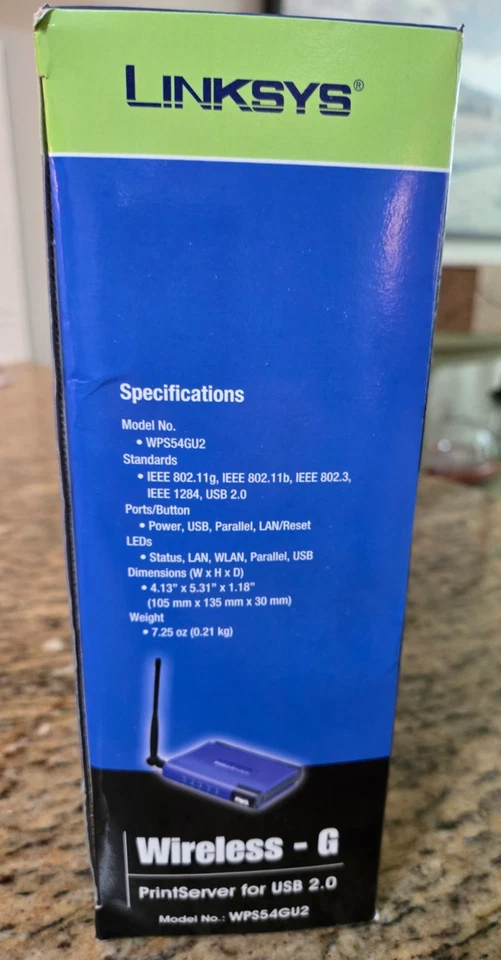 LINKSYS®
Specifications
Model No.
• WPS54GU2
Standards
• IEEE 802.11g, IEEE 802.11b, IEEE 802.3,
IEEE 1284, USB 2.0
Ports/Button
• Power, USB, Parallel, LAN/Reset
LEDs
• Status, LAN, WLAN, Parallel, USB
Dimensions (W x H x D)
• 4.13" x 5.31" x 1.18"
(105 mm x 135 mm x 30 mm)
Weight
• 7.25 oz (0.21 kg)
Wireless - G
PrintServer for USB 2.0
Model No.: WPS54GU2